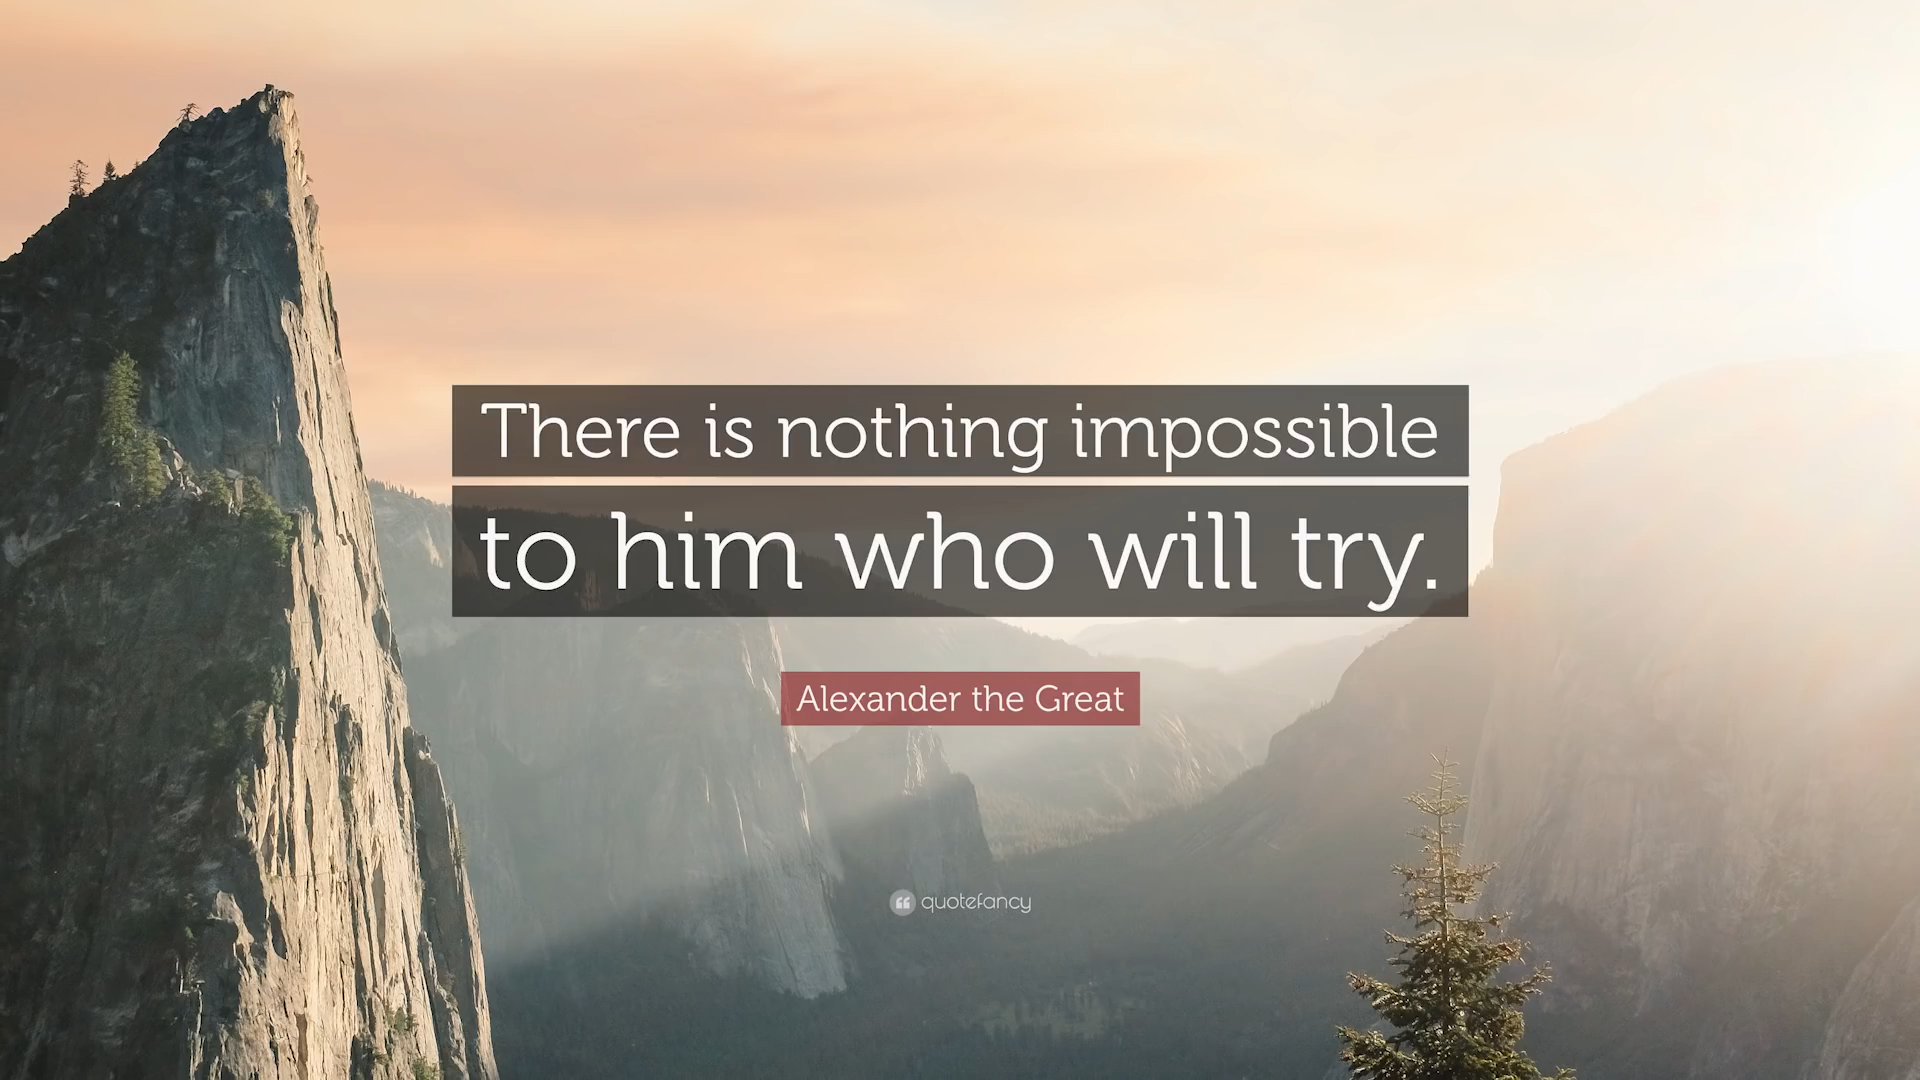 There is nothing impossible
to him who will try.
Alexander the Great
quotefancy